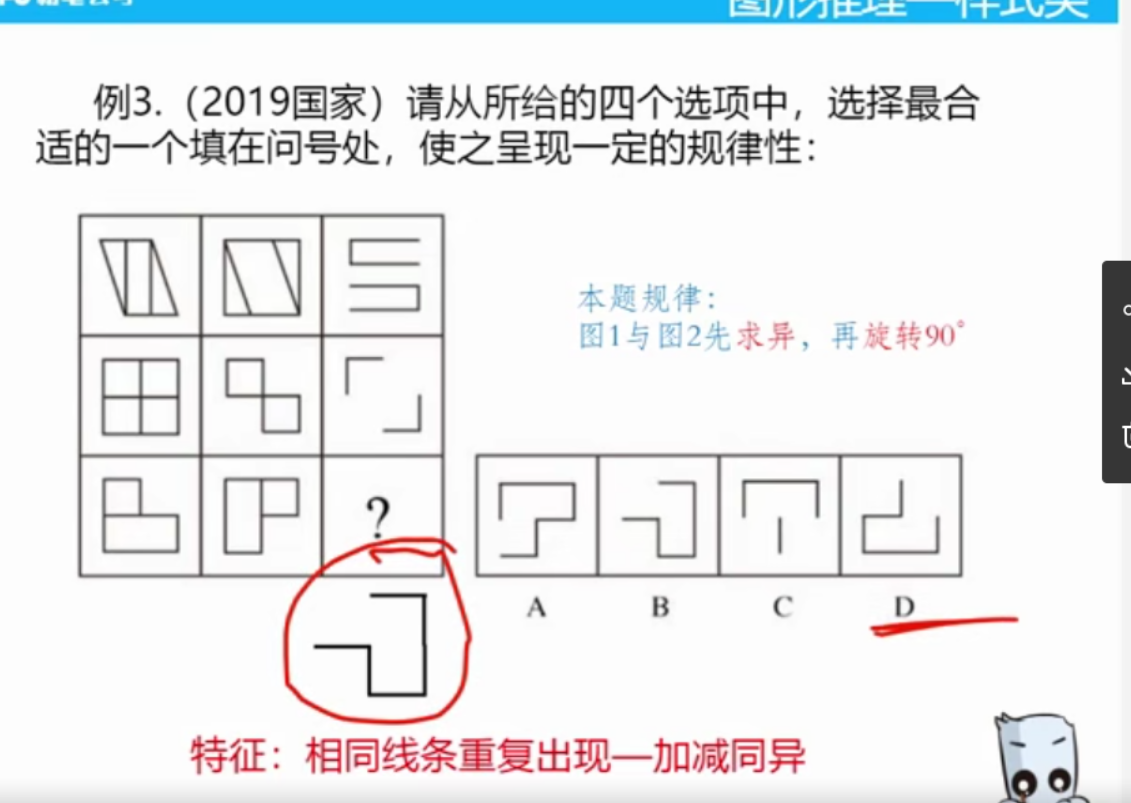 图形推理—样式类
例3.（2019国家）请从所给的四个选项中，选择最合
适的一个填在问号处，使之呈现一定的规律性：
本题规律：
图1与图2先求异，再旋转90°
?
A B C D
特征：相同线条重复出现—加减同异